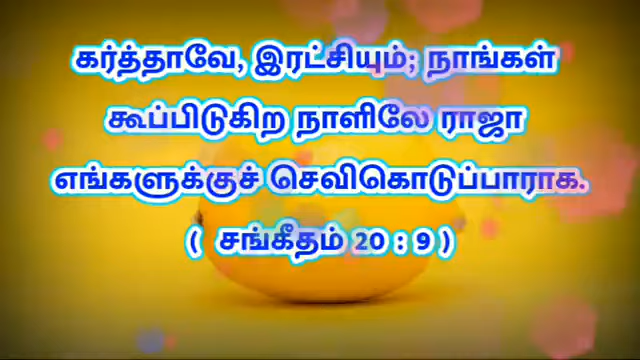 கர்த்தாவே, இரட்சியும்; நாங்கள்
கூப்பிடுகிற நாளிலே ராஜா
எங்களுக்குச் செவிகொடுப்பாராக.
( சங்கீதம் 20 : 9 )